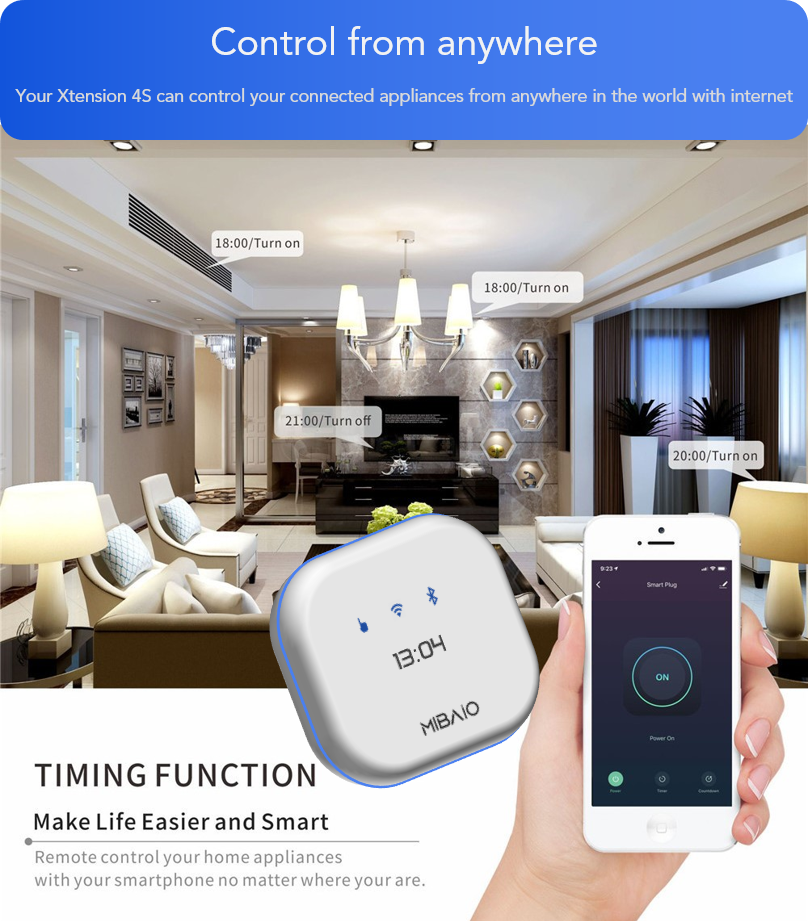 Control from anywhere
Your Xtension 4S can control your connected appliances from anywhere in the world with internet
18:00/Turn on
18:00/Turn on
21:00/Turn off
20:00/Turn on
9:23
Smart Plug
ON
Power On
Power
Timer
Countdown
13:04
MIBAIO
TIMING FUNCTION
Make Life Easier and Smart
Remote control your home appliances
with your smartphone no matter where your are.